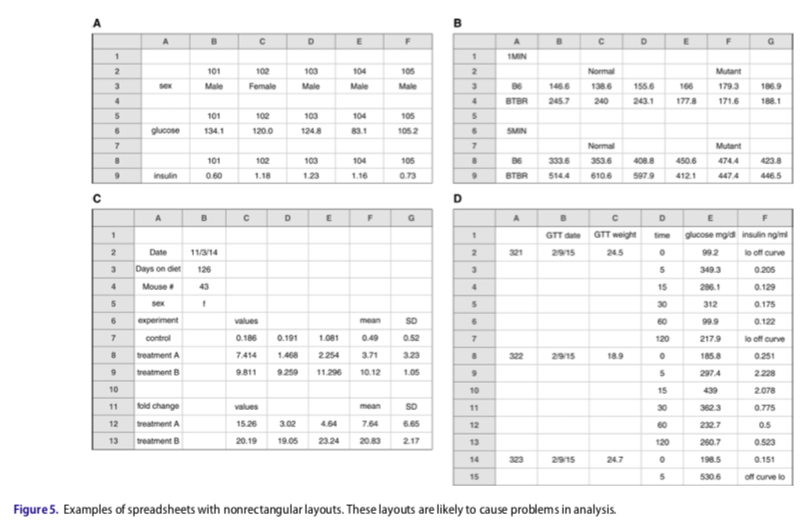 A
A B C D E F
1
2 101 102 103 104 105
3 sex Male Female Male Male Male
4
5 101 102 103 104 105
6 glucose 134.1 120.0 124.8 83.1 105.2
7
8 101 102 103 104 105
9 insulin 0.60 1.18 1.23 1.16 0.73
B
A B C D E F G
1 1MIN
2 Normal Mutant
3 B6 146.6 138.6 155.6 166 179.3 186.9
4 BTBR 245.7 240 243.1 177.8 171.6 188.1
5
6 5MIN
7 Normal Mutant
8 B6 333.6 353.6 408.8 450.6 474.4 423.8
9 BTBR 514.4 610.6 597.9 412.1 447.4 446.5
C
A B C D E F G
1
2 Date 11/3/14
3 Days on diet 126
4 Mouse # 43
5 sex f
6 experiment values mean SD
7 control 0.186 0.191 1.081 0.49 0.52
8 treatment A 7.414 1.468 2.254 3.71 3.23
9 treatment B 9.811 9.259 11.296 10.12 1.05
10
11 fold change values mean SD
12 treatment A 15.26 3.02 4.64 7.64 6.65
13 treatment B 20.19 19.05 23.24 20.83 2.17
D
A B C D E F
1 GTT date GTT weight time glucose mg/dl insulin ng/ml
2 321 2/9/15 24.5 0 99.2 lo off curve
3 5 349.3 0.205
4 15 286.1 0.129
5 30 312 0.175
6 60 99.9 0.122
7 120 217.9 lo off curve
8 322 2/9/15 18.9 0 185.8 0.251
9 5 297.4 2.228
10 15 439 2.078
11 30 362.3 0.775
12 60 232.7 0.5
13 120 260.7 0.523
14 323 2/9/15 24.7 0 198.5 0.151
15 5 530.6 off curve lo
Figure 5. Examples of spreadsheets with nonrectangular layouts. These layouts are likely to cause problems in analysis.